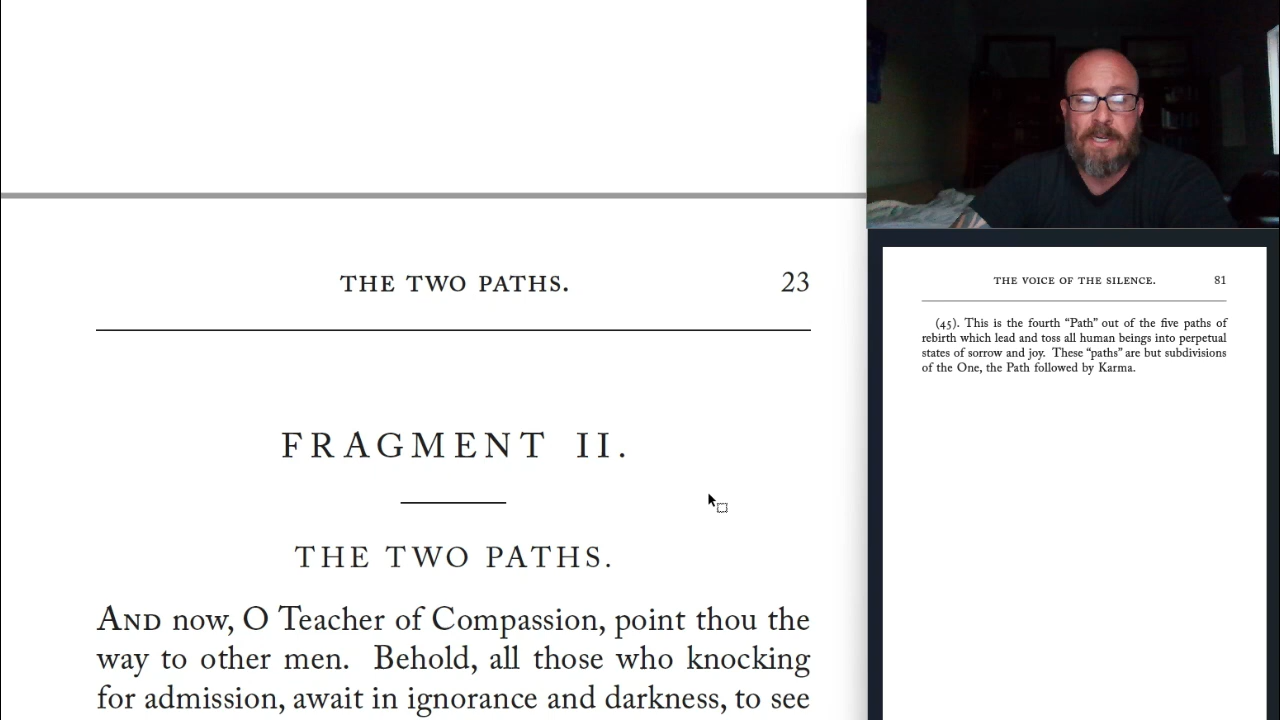 THE TWO PATHS. 23
FRAGMENT II.
THE TWO PATHS.
AND now, O Teacher of Compassion, point thou the
way to other men. Behold, all those who knocking
for admission, await in ignorance and darkness, to see
THE VOICE OF THE SILENCE. 81
(45). This is the fourth “Path” out of the five paths of
rebirth which lead and toss all human beings into perpetual
states of sorrow and joy. These “paths” are but subdivisions
of the One, the Path followed by Karma.